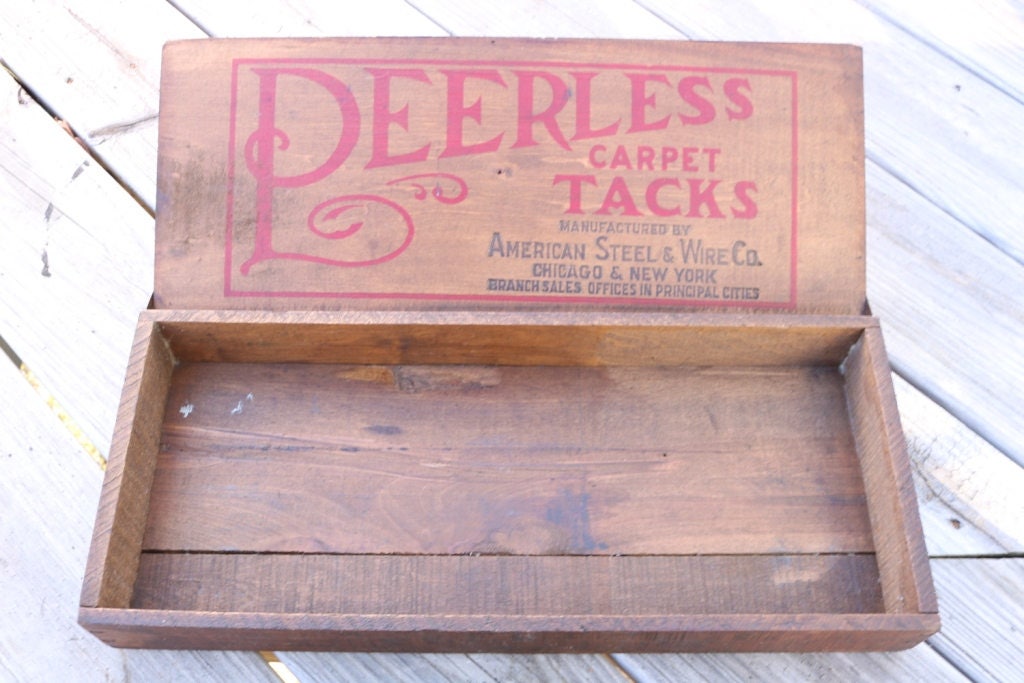 PEERLESS
CARPET
TACKS
MANUFACTURED BY
AMERICAN STEEL & WIRE CO.
CHICAGO & NEW YORK
BRANCH SALES OFFICES IN PRINCIPAL CITIES